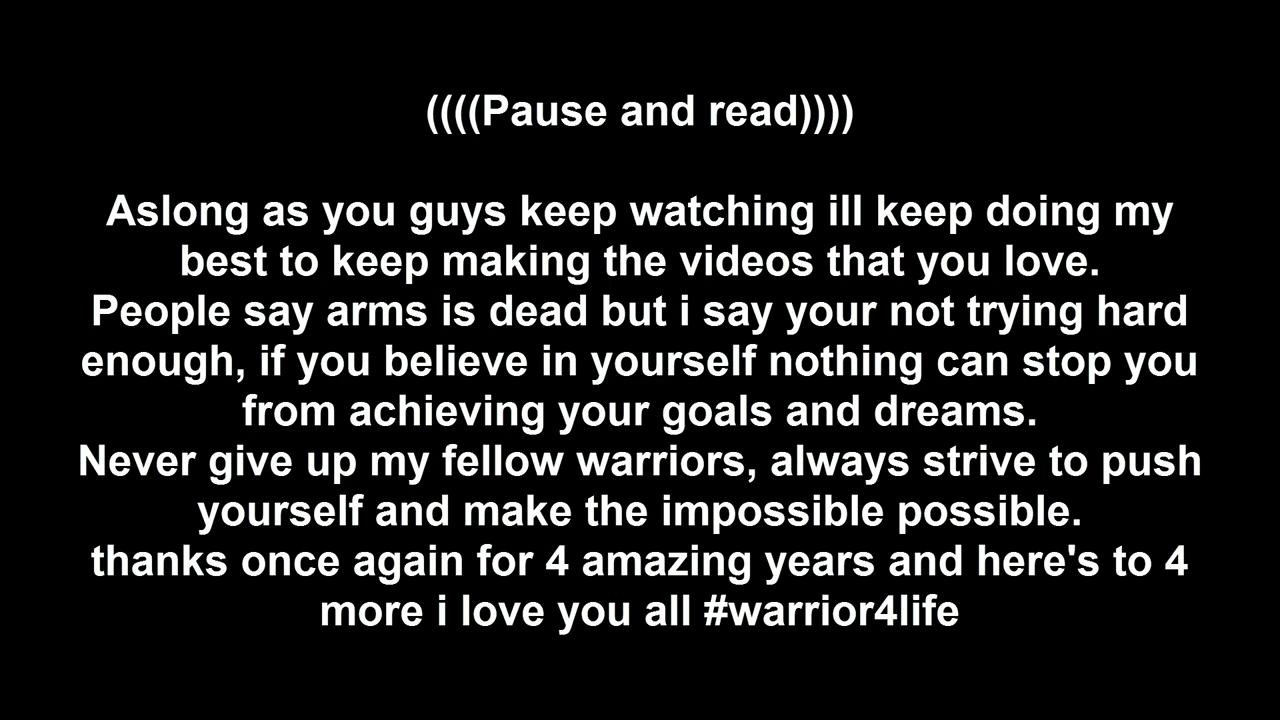 ((((Pause and read))))
Aslong as you guys keep watching ill keep doing my
best to keep making the videos that you love.
People say arms is dead but i say your not trying hard
enough, if you believe in yourself nothing can stop you
from achieving your goals and dreams.
Never give up my fellow warriors, always strive to push
yourself and make the impossible possible.
thanks once again for 4 amazing years and here's to 4
more i love you all #warrior4life